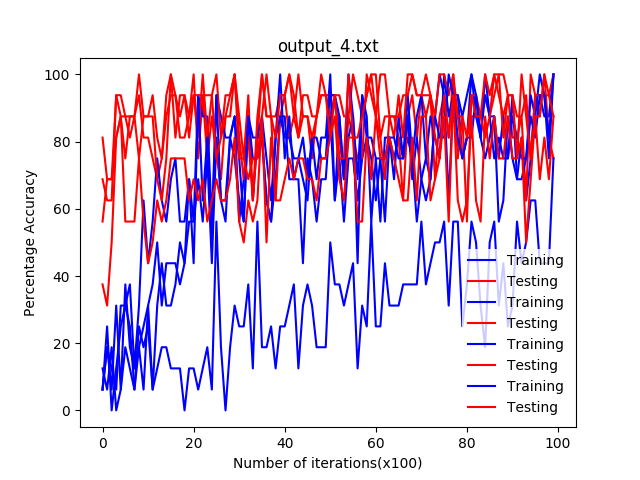 output_4.txt
100
80
60
40
20
0
Percentage Accuracy
0 20 40 60 80 100
Number of iterations(x100)
Training
Testing
Training
Testing
Training
Testing
Training
Testing